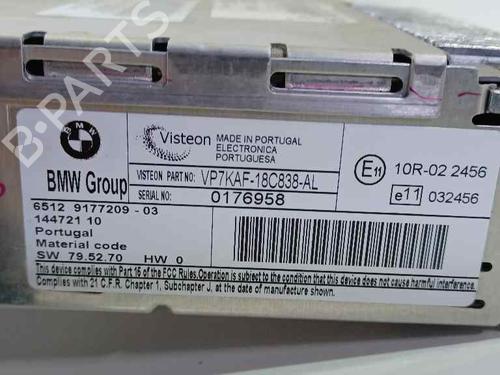 B-PARTS
BMW
BMW Group
Visteon
MADE IN PORTUGAL
ELECTRONICA
PORTUGUESA
VISTEON PART NO: VP7KAF-18C838-AL
SERIAL NO: 0176958
E11 10R-02 2456
e11 032456
6512 9177209 - 03
144721 10
Portugal
Material code
SW 79.52.70 HW 0
This device complies with Part 15 of the FCC Rules.Operation is subject to the condition that this device does not cause harmful interference.
Complies with 21 C.F.R. Chapter 1, Subchapter J, at the date of manufacture shown.